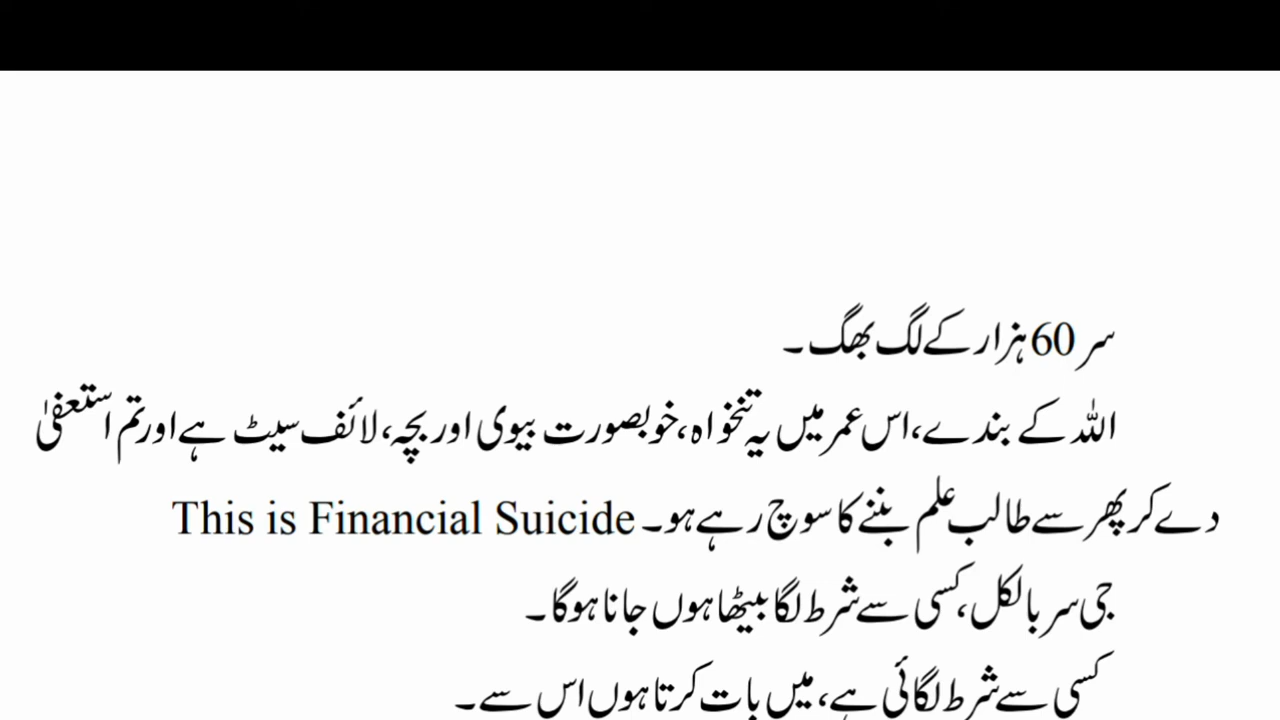 سر 60 ہزار کے لگ بھگ۔
اللہ کے بندے، اس عمر میں یہ تنخواہ، خوبصورت بیوی اور بچہ، لائف سیٹ ہے اور تم استعفیٰ
دے کر پھر سے طالب علم بننے کا سوچ رہے ہو۔ This is Financial Suicide
جی سر بالکل، کسی سے شرط لگا بیٹھا ہوں جانا ہوگا۔
کسی سے شرط لگائی ہے، میں بات کرتا ہوں اس سے۔